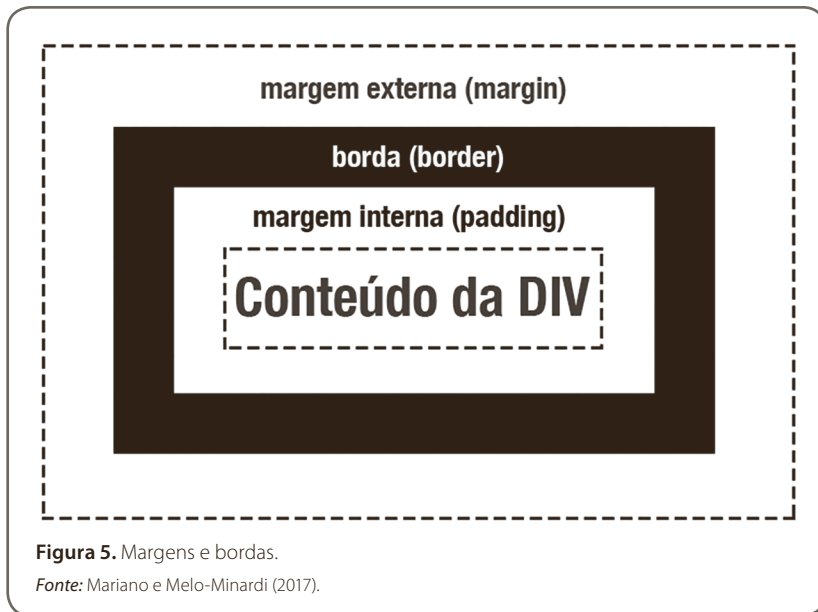 margem externa (margin)
borda (border)
margem interna (padding)
Conteúdo da DIV
Figura 5. Margens e bordas.
Fonte: Mariano e Melo-Minardi (2017).